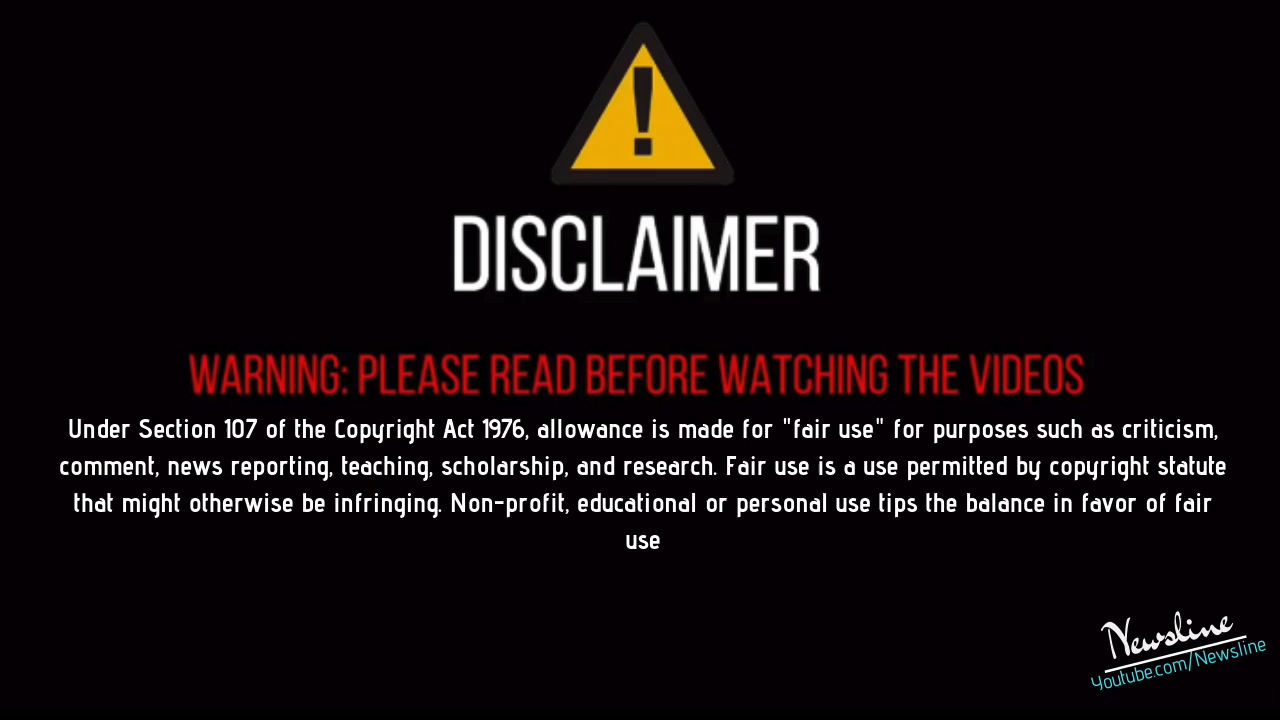 DISCLAIMER
WARNING: PLEASE READ BEFORE WATCHING THE VIDEOS
Under Section 107 of the Copyright Act 1976, allowance is made for "fair use" for purposes such as criticism,
comment, news reporting, teaching, scholarship, and research. Fair use is a use permitted by copyright statute
that might otherwise be infringing. Non-profit, educational or personal use tips the balance in favor of fair
use
Newsline
Youtube.com/Newsline